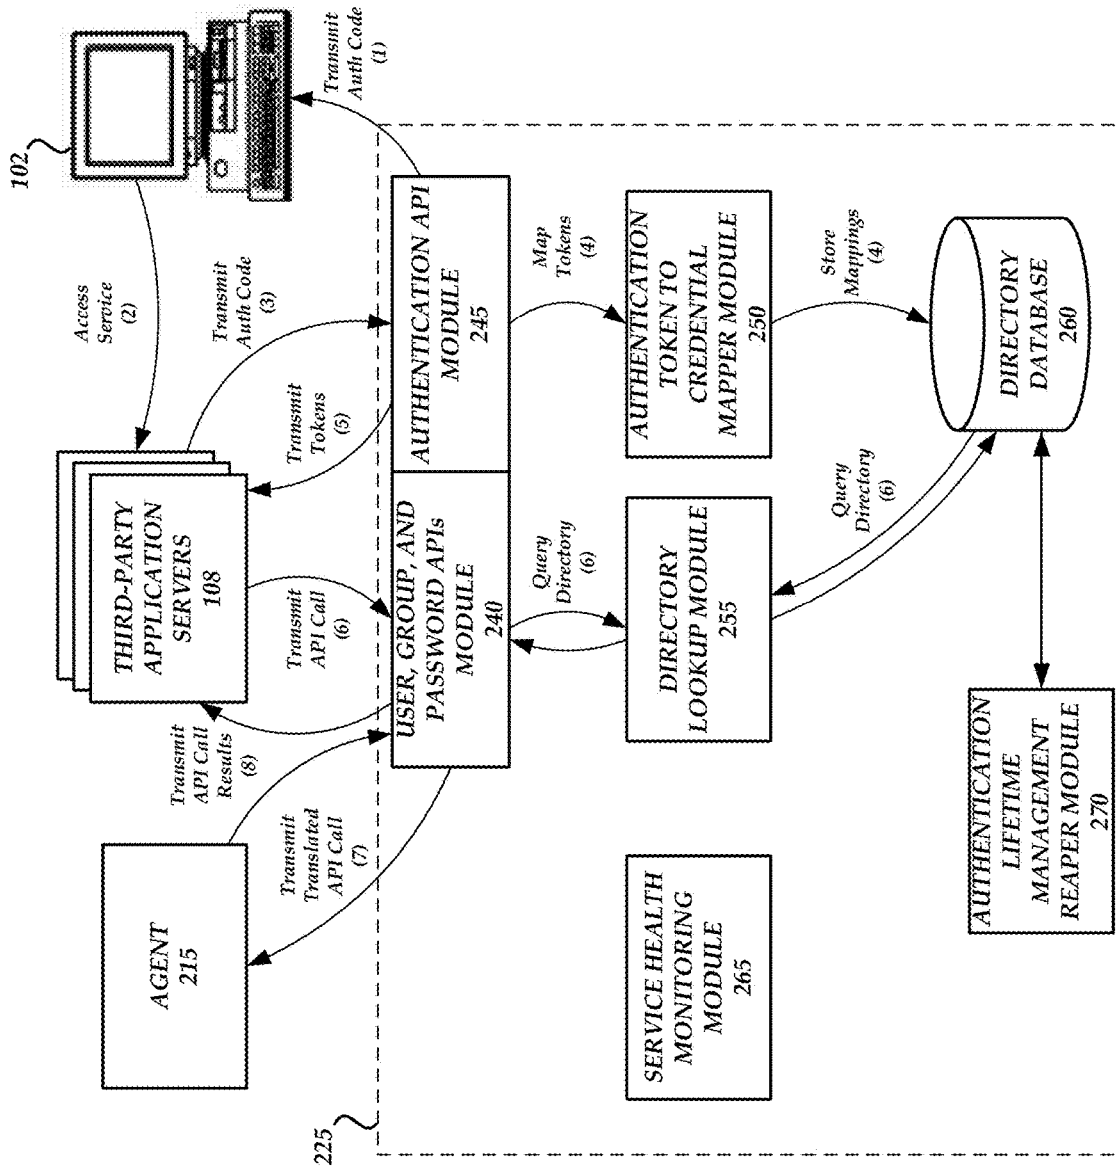 225
102
AGENT
215
THIRD-PARTY
APPLICATION
SERVERS
108
Access
Service
(2)
Transmit
API Call
Results
(8)
Transmit
Translated
API Call
(7)
Transmit
API Call
(6)
Transmit
Tokens
(5)
Transmit
Auth Code
(3)
Transmit
Auth Code
(1)
USER, GROUP, AND
PASSWORD APIs
MODULE
240
AUTHENTICATION API
MODULE
245
Query
Directory
(6)
Map
Tokens
(4)
SERVICE HEALTH
MONITORING
MODULE
265
DIRECTORY
LOOKUP MODULE
255
AUTHENTICATION
TOKEN TO
CREDENTIAL
MAPPER MODULE
250
Query
Directory
(6)
Store
Mappings
(4)
AUTHENTICATION
LIFETIME
MANAGEMENT
REAPER MODULE
270
DIRECTORY
DATABASE
260